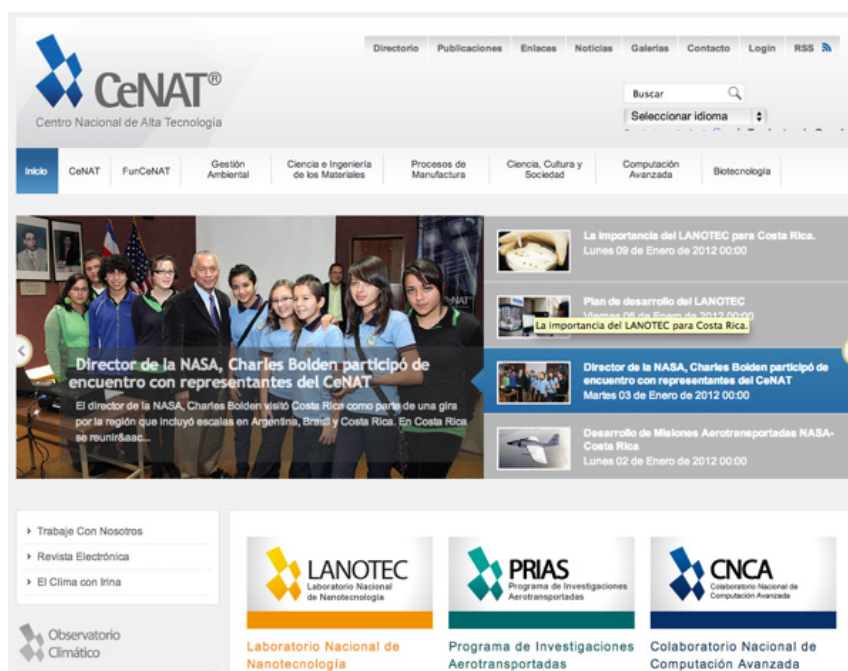 Directorio Publicaciones Enlaces Noticias Galerías Contacto Login RSS
CeNAT®
Centro Nacional de Alta Tecnología
Buscar
Seleccionar idioma
Inicio CeNAT FunCeNAT Gestión Ambiental Ciencia e Ingeniería de los Materiales Procesos de Manufactura Ciencia, Cultura y Sociedad Computación Avanzada Biotecnología
La importancia del LANOTEC para Costa Rica.
Lunes 09 de Enero de 2012 00:00
Plan de desarrollo del LANOTEC
Viernes 06 de Enero de 2012 00:00
La importancia del LANOTEC para Costa Rica.
Director de la NASA, Charles Bolden participó de
encuentro con representantes del CeNAT
Martes 03 de Enero de 2012 00:00
Desarrollo de Misiones Aerotransportadas NASA-
Costa Rica
Lunes 02 de Enero de 2012 00:00
Director de la NASA, Charles Bolden participó de
encuentro con representantes del CeNAT
El director de la NASA, Charles Bolden visitó Costa Rica como parte de una gira
por la región que incluyó escalas en Argentina, Brasil y Costa Rica. En Costa Rica
se reunir&aac...
Trabaje Con Nosotros
Revista Electrónica
El Clima con Irina
Observatorio
Climático
LANOTEC
Laboratorio Nacional
de Nanotecnología
Laboratorio Nacional de
Nanotecnología
PRIAS
Programa de Investigaciones
Aerotransportadas
Programa de Investigaciones
Aerotransportadas
CNCA
Colaboratorio Nacional de
Computación Avanzada
Colaboratorio Nacional de
Computación Avanzada